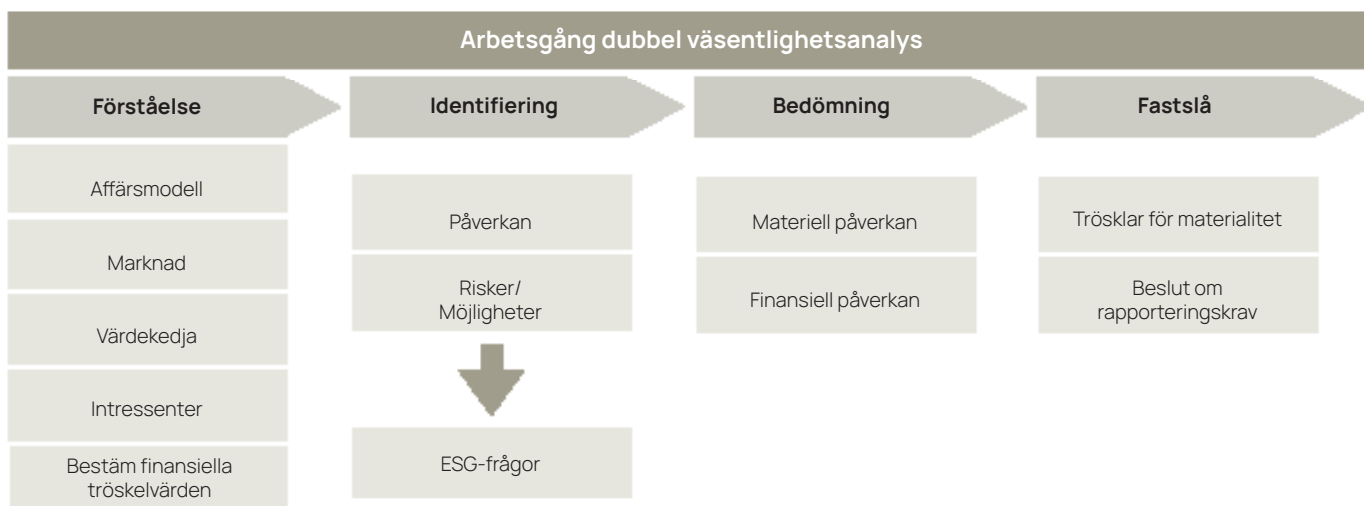 Arbetsgång dubbel väsentlighetsanalys
Förståelse
Identifiering
Bedömning
Fastslå
Affärsmodell
Marknad
Värdekedja
Intressenter
Bestäm finansiella
tröskelvärden
Påverkan
Risker/
Möjligheter
ESG-frågor
Materiell påverkan
Finansiell påverkan
Trösklar för materialitet
Beslut om
rapporteringskrav